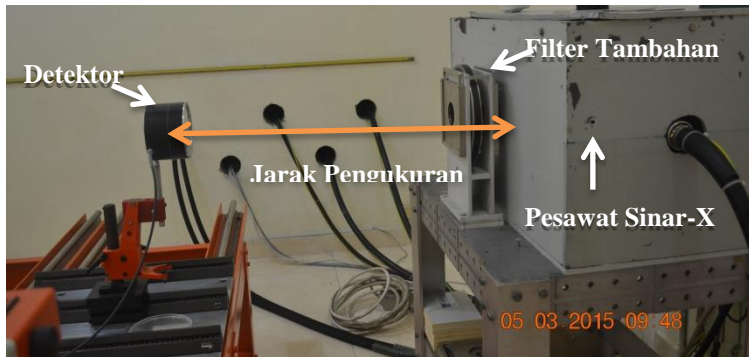 Filter Tambahan
Detektor
Jarak Pengukuran
Pesawat Sinar-X
05 03 2015 09:48